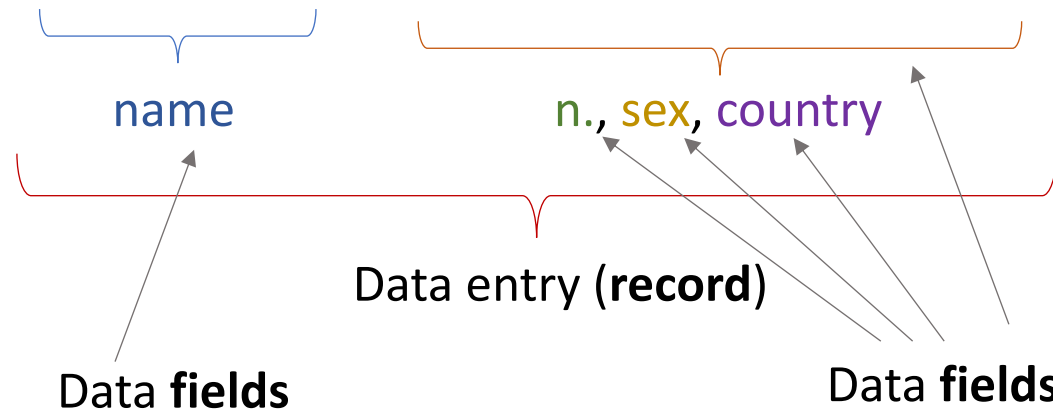 name
n., sex, country
Data entry (record)
Data fields
Data fields